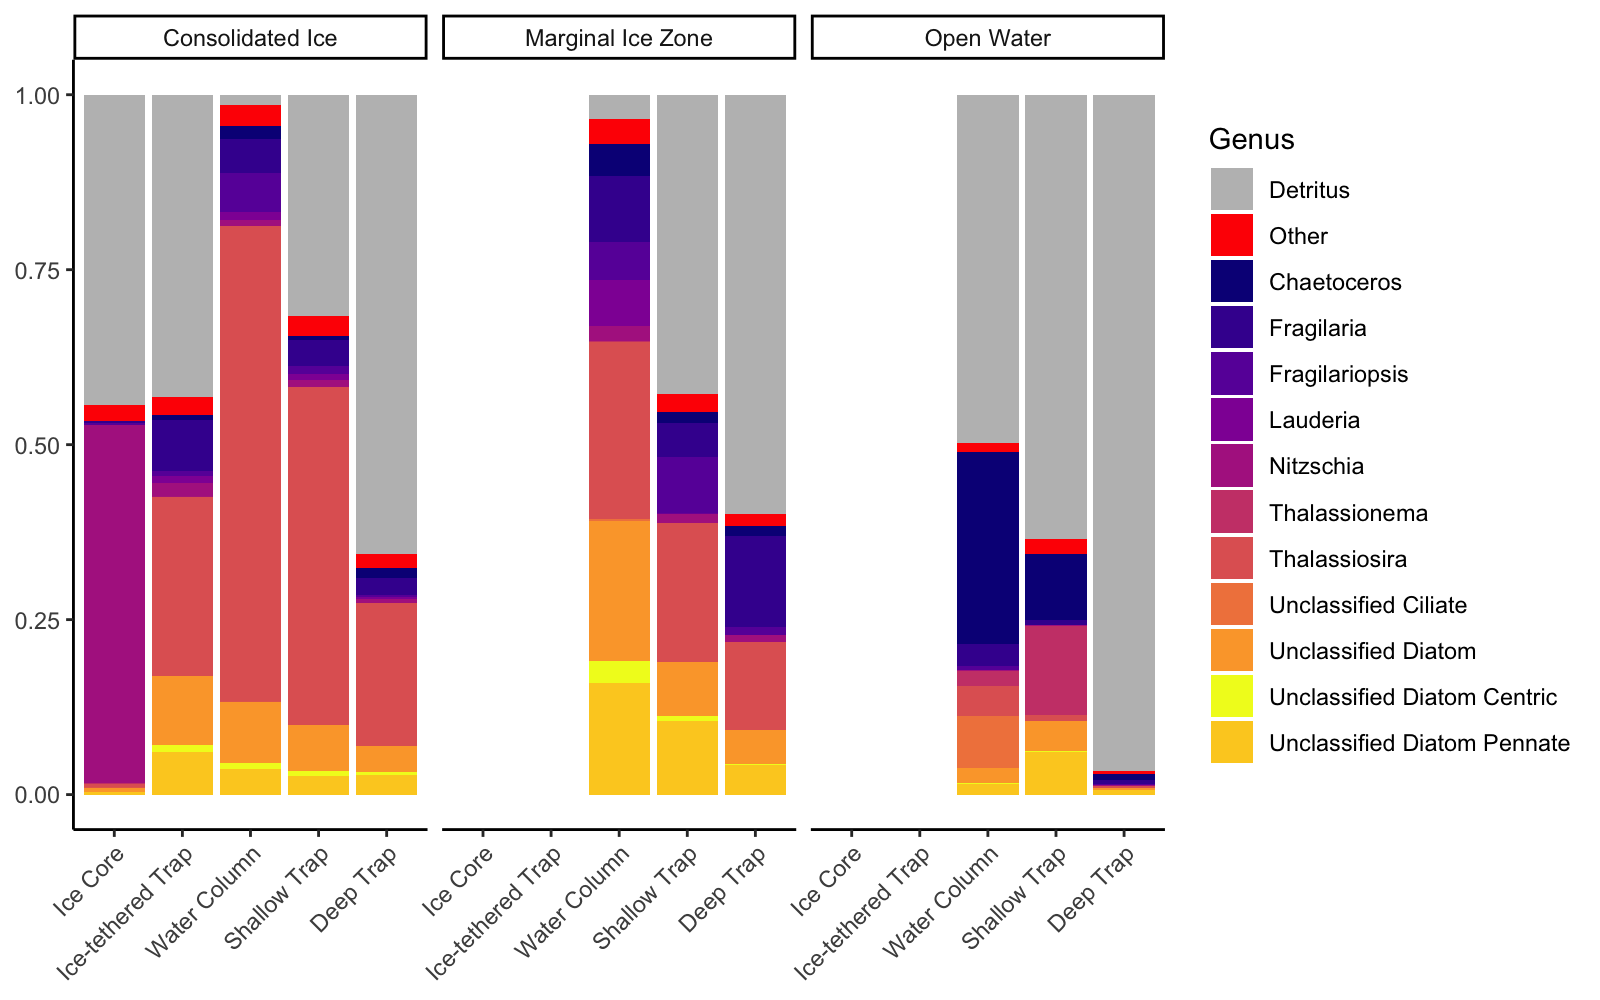 Consolidated Ice
Marginal Ice Zone
Open Water
1.00
0.75
0.50
0.25
0.00
Ice Core
Ice-tethered Trap
Water Column
Shallow Trap
Deep Trap
Ice Core
Ice-tethered Trap
Water Column
Shallow Trap
Deep Trap
Ice Core
Ice-tethered Trap
Water Column
Shallow Trap
Deep Trap
Genus
Detritus
Other
Chaetoceros
Fragilaria
Fragilariopsis
Lauderia
Nitzschia
Thalassionema
Thalassiosira
Unclassified Ciliate
Unclassified Diatom
Unclassified Diatom Centric
Unclassified Diatom Pennate